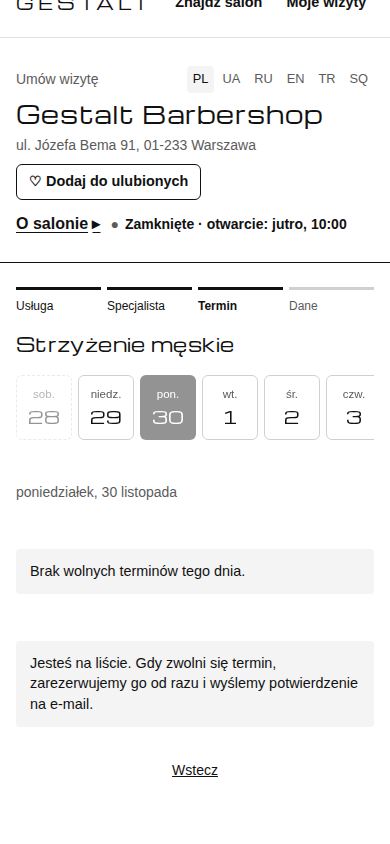 GESTALT Znajdź salon Moje wizyty
Umów wizytę PL UA RU EN TR SQ
Gestalt Barbershop
ul. Józefa Bema 91, 01-233 Warszawa
♡ Dodaj do ulubionych
O salonie ▸ ● Zamknięte · otwarcie: jutro, 10:00
Usługa Specjalista Termin Dane
Strzyżenie męskie
sob. niedz. pon. wt. śr. czw.
28 29 30 1 2 3
poniedziałek, 30 listopada
Brak wolnych terminów tego dnia.
Jesteś na liście. Gdy zwolni się termin,
zarezerwujemy go od razu i wyślemy potwierdzenie
na e-mail.
Wstecz